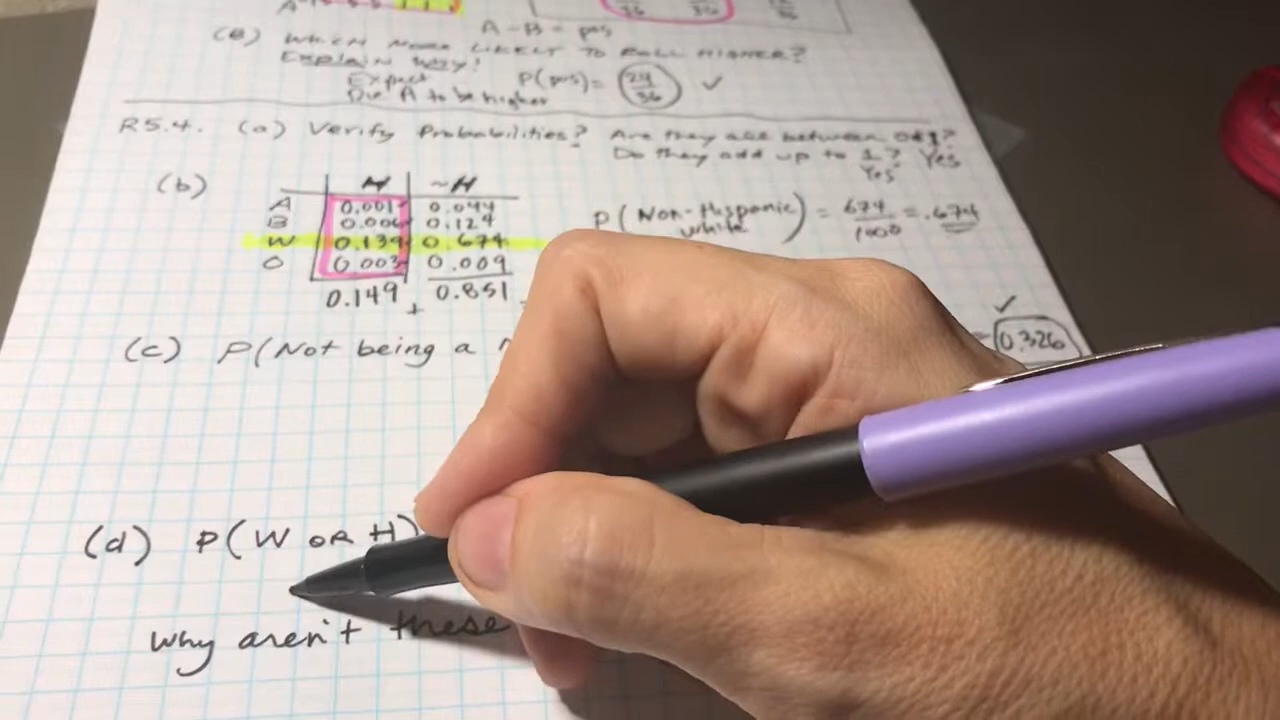 A-B = pos
(B) WHICH MORE LIKELY TO ROLL HIGHER?
Explain Why!
Expect P(pos) = 24/36 ✓
Die A to be higher
R5.4. (a) Verify Probabilities? Are they all between 0&1? Yes
Do they add up to 1? Yes
(b) H ~H
A 0.001 0.044
B 0.006 0.124 P(Non-Hispanic White) = 674/1000 = .674
W 0.139 0.674
O 0.003 0.009
0.149 + 0.851
(c) P(Not being a = 0.326 ✓
(d) P(W OR H)
Why aren't these